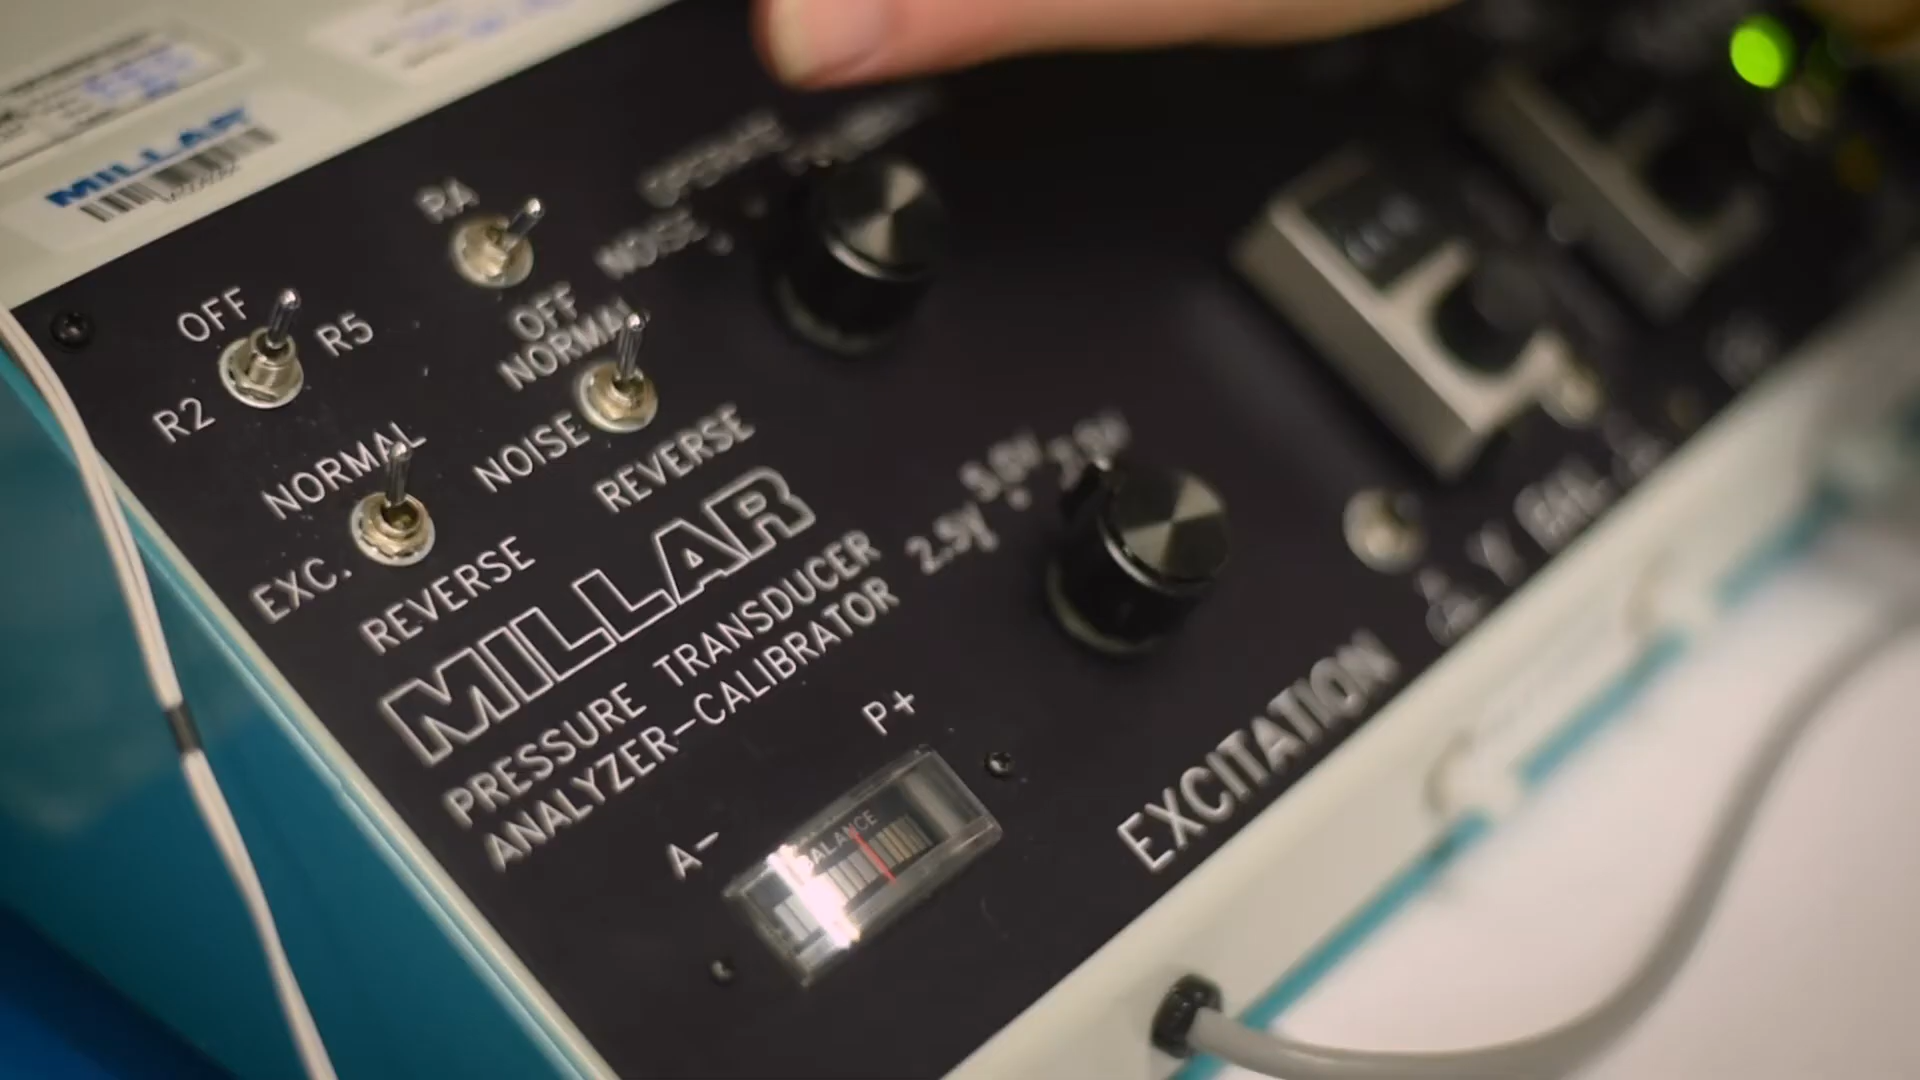 MILLAR
RA
OFF
OFF
R5
R2
NORMAL
NOISE
NORMAL
NOISE
REVERSE
EXC.
REVERSE
MILLAR
PRESSURE TRANSDUCER
ANALYZER-CALIBRATOR
2.5V
5.0V
EXCITATION
P+
A-
BALANCE